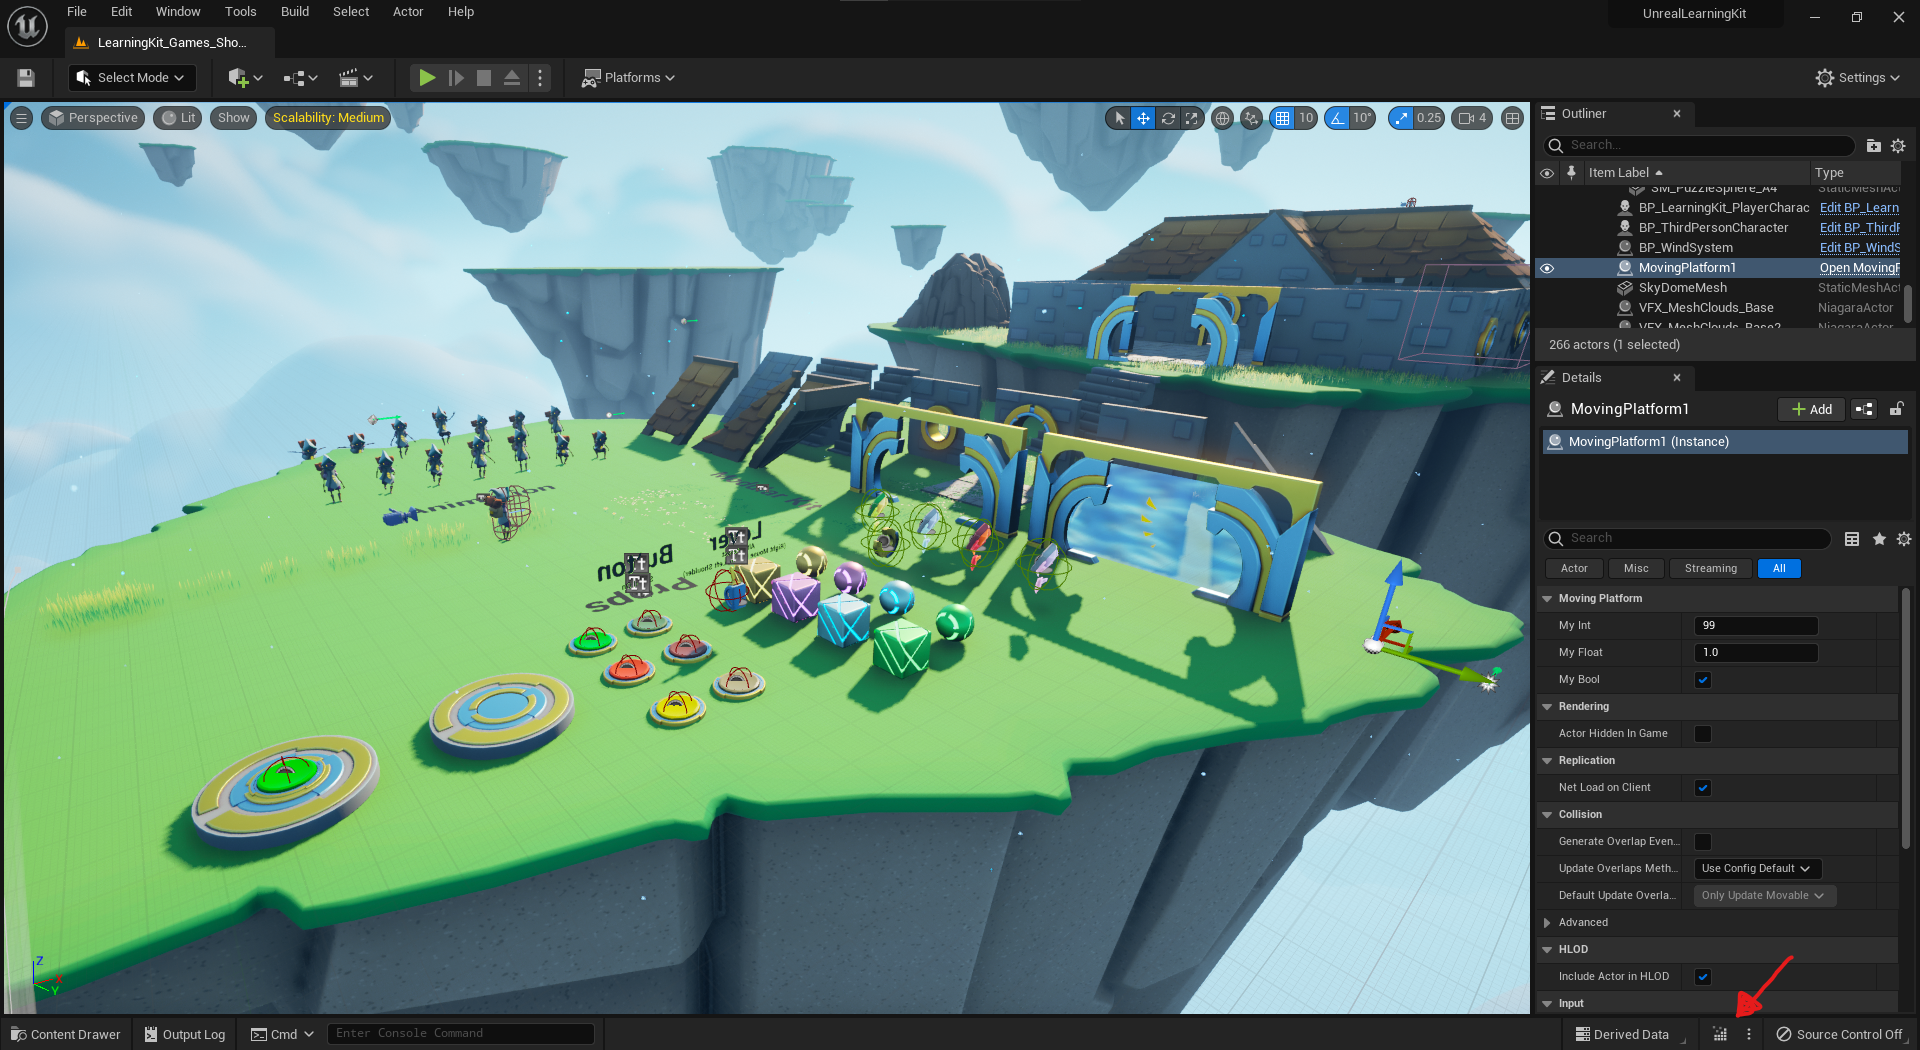 File Edit Window Tools Build Select Actor Help
UnrealLearningKit
LearningKit_Games_Sho...
Select Mode
Platforms
Settings
Perspective Lit Show Scalability: Medium
10 10° 0.25 4
Outliner
Search...
Item Label Type
SM_PuzzleSphere_A4 StaticMeshAc
BP_LearningKit_PlayerCharac Edit BP_Learn
BP_ThirdPersonCharacter Edit BP_Third
BP_WindSystem Edit BP_WindS
MovingPlatform1 Open MovingP
SkyDomeMesh StaticMeshAct
VFX_MeshClouds_Base NiagaraActor
VFX_MeshClouds_Base2 NiagaraActor
266 actors (1 selected)
Details
MovingPlatform1
Add
MovingPlatform1 (Instance)
Search
Actor Misc Streaming All
Moving Platform
My Int 99
My Float 1.0
My Bool
Rendering
Actor Hidden In Game
Replication
Net Load on Client
Collision
Generate Overlap Even...
Update Overlaps Meth... Use Config Default
Default Update Overla... Only Update Movable
Advanced
HLOD
Include Actor in HLOD
Input
Animation
Button
Lever
Props
Tt
Tt
Tt
Tt
Z
X
Y
Content Drawer Output Log Cmd Enter Console Command
Derived Data Source Control Off